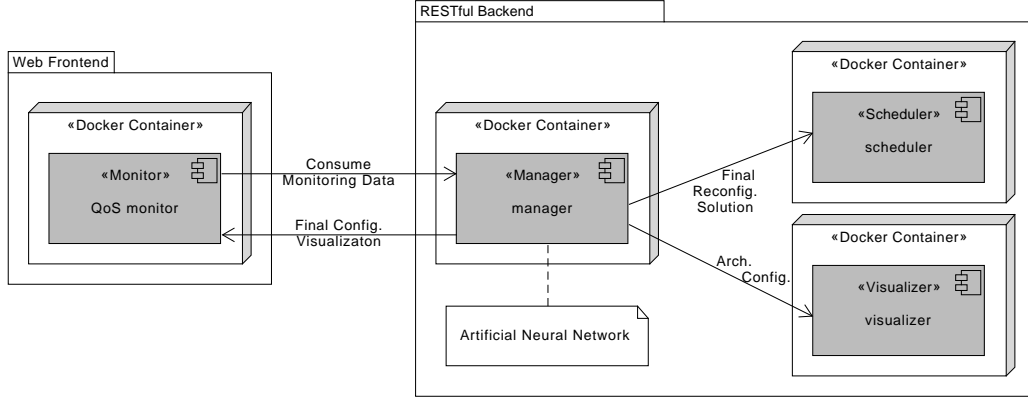 RESTful Backend
Web Frontend
«Docker Container»
«Monitor»
QoS monitor
Consume
Monitoring Data
Final Config.
Visualizaton
«Docker Container»
«Manager»
manager
Artificial Neural Network
Final
Reconfig.
Solution
Arch.
Config.
«Docker Container»
«Scheduler»
scheduler
«Docker Container»
«Visualizer»
visualizer